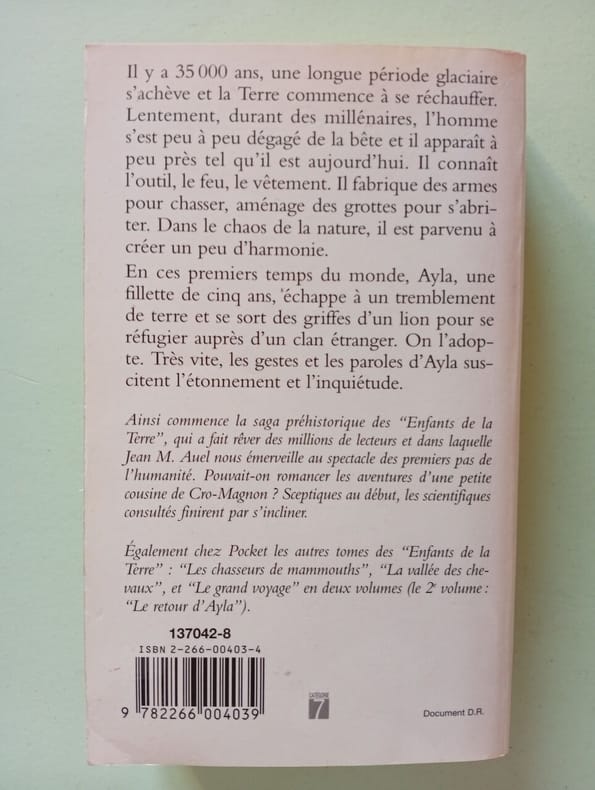 Il y a 35 000 ans, une longue période glaciaire
s'achève et la Terre commence à se réchauffer.
Lentement, durant des millénaires, l'homme
s'est peu à peu dégagé de la bête et il apparaît à
peu près tel qu'il est aujourd'hui. Il connaît
l'outil, le feu, le vêtement. Il fabrique des armes
pour chasser, aménage des grottes pour s'abri-
ter. Dans le chaos de la nature, il est parvenu à
créer un peu d'harmonie.
En ces premiers temps du monde, Ayla, une
fillette de cinq ans, échappe à un tremblement
de terre et se sort des griffes d'un lion pour se
réfugier auprès d'un clan étranger. On l'adop-
te. Très vite, les gestes et les paroles d'Ayla sus-
citent l'étonnement et l'inquiétude.
Ainsi commence la saga préhistorique des “Enfants de la
Terre”, qui a fait rêver des millions de lecteurs et dans laquelle
Jean M. Auel nous émerveille au spectacle des premiers pas de
l'humanité. Pouvait-on romancer les aventures d'une petite
cousine de Cro-Magnon ? Sceptiques au début, les scientifiques
consultés finirent par s'incliner.
Également chez Pocket les autres tomes des “Enfants de la
Terre” : “Les chasseurs de mammouths”, “La vallée des che-
vaux”, et “Le grand voyage” en deux volumes (le 2e volume :
“Le retour d'Ayla”).
137042-8
ISBN 2-266-00403-4
9 782266 004039
CATÉGORIE
7
Document D.R.